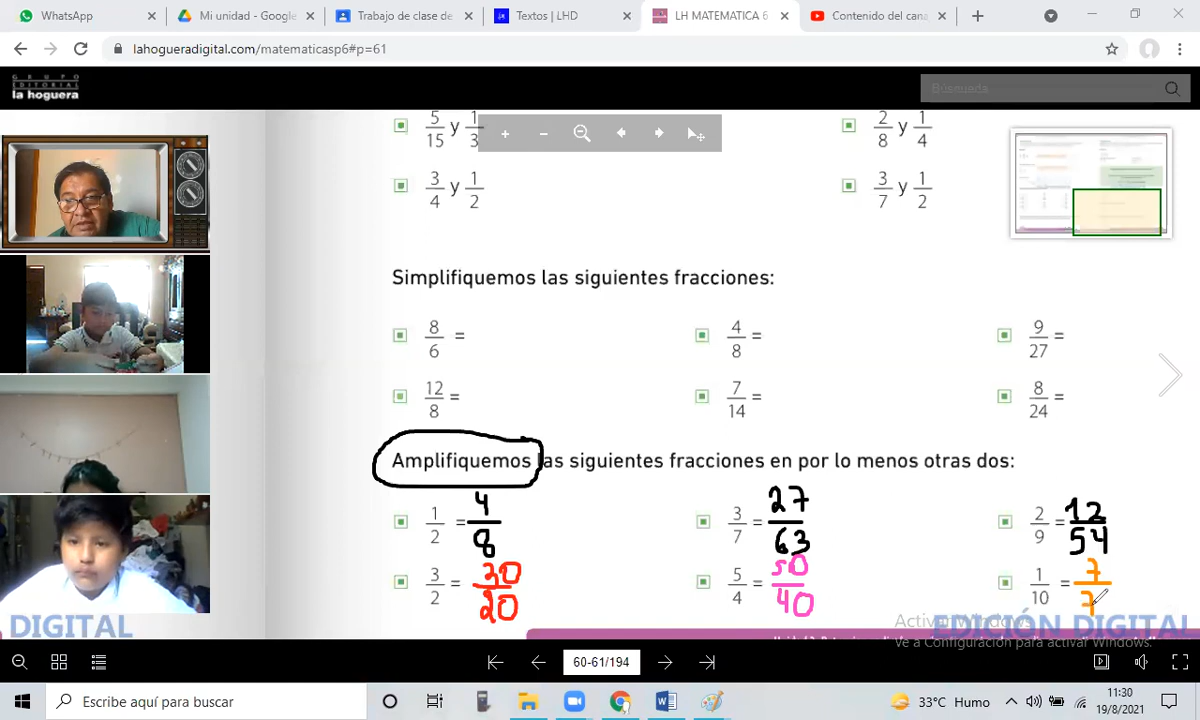 WhatsApp Mi unidad - Google Trabajo de clase de Textos | LHD LH MATEMATICA 6 Contenido del cana
lahogueradigital.com/matematicasp6#p=61
GRUPO
EDITORIAL
la hoguera
Búsqueda
5/15 y 1/3
2/8 y 1/4
3/4 y 1/2
3/7 y 1/2
Simplifiquemos las siguientes fracciones:
8/6 =
4/8 =
9/27 =
12/8 =
7/14 =
8/24 =
Amplifiquemos las siguientes fracciones en por lo menos otras dos:
1/2 = 4/8
3/7 = 27/63
2/9 = 12/54
3/2 = 30/20
5/4 = 50/40
1/10 = 7/7
DIGITAL
EDICIÓN DIGITAL
Activar Windows
Ve a Configuración para activar Windows.
60-61/194
Escribe aquí para buscar
33°C Humo
11:30
19/8/2021